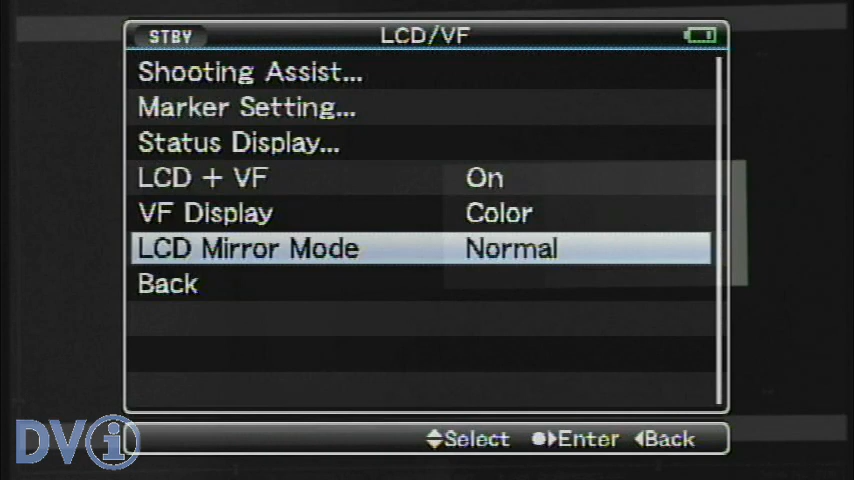 STBY LCD/VF
Shooting Assist...
Marker Setting...
Status Display...
LCD + VF On
VF Display Color
LCD Mirror Mode Normal
Back
DVi
Select Enter Back